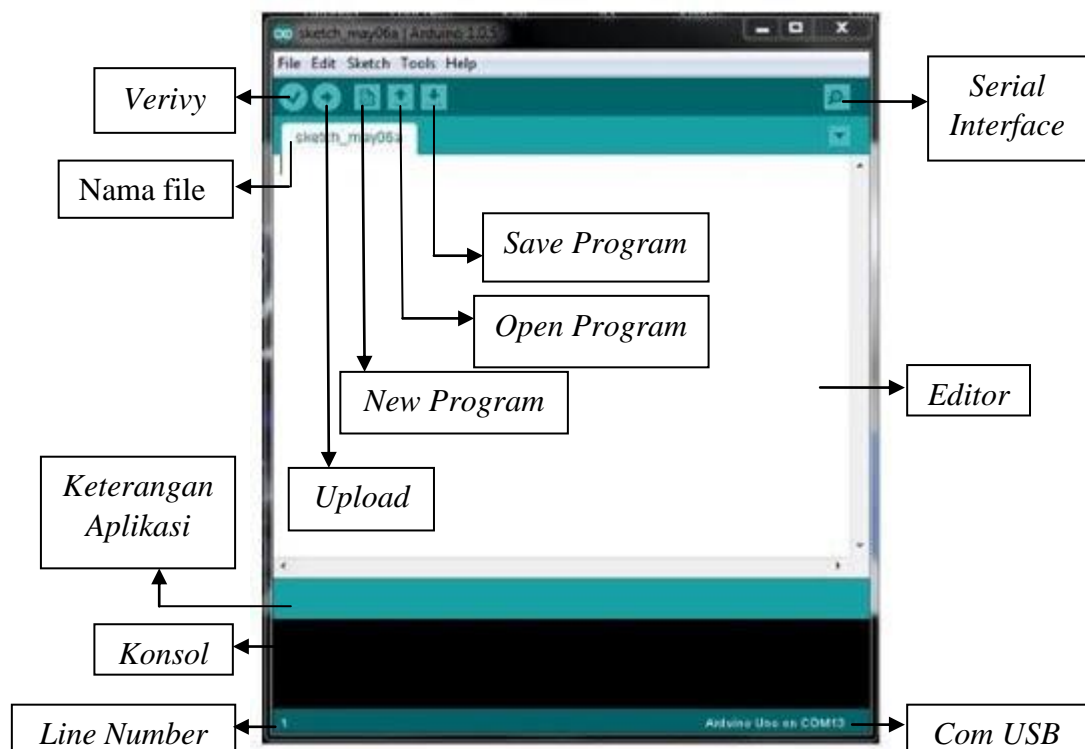 sketch_may06a | Arduino 1.0.5
File Edit Sketch Tools Help
Verivy
Serial
Interface
sketch_may06a
Nama file
Save Program
Open Program
New Program
Editor
Upload
Keterangan
Aplikasi
Konsol
1
Arduino Uno on COM13
Line Number
Com USB